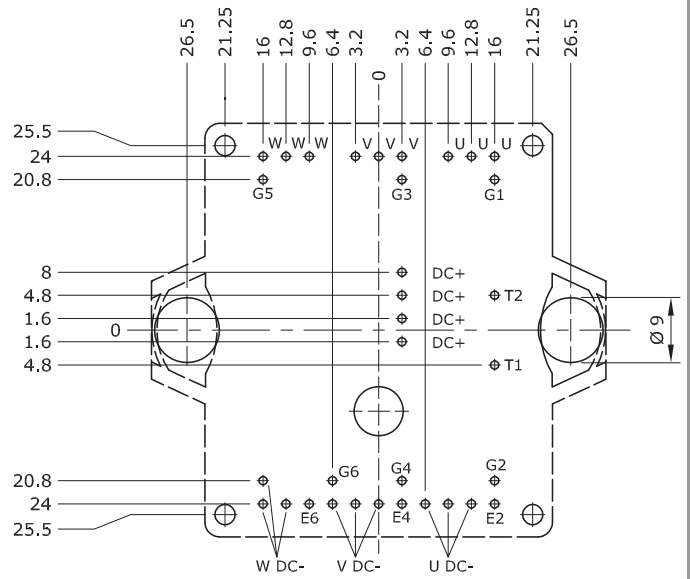 26.5 21.25 16 12.8 9.6 6.4 3.2 0 3.2 6.4 9.6 12.8 16 21.25 26.5
25.5
W W W V V V U U U
24
20.8
G5 G3 G1
8 DC+
4.8 DC+ T2
1.6 DC+
0
Ø 9
1.6 DC+
4.8 T1
G6 G4 G2
20.8
24
E6 E4 E2
25.5
W DC- V DC- U DC-